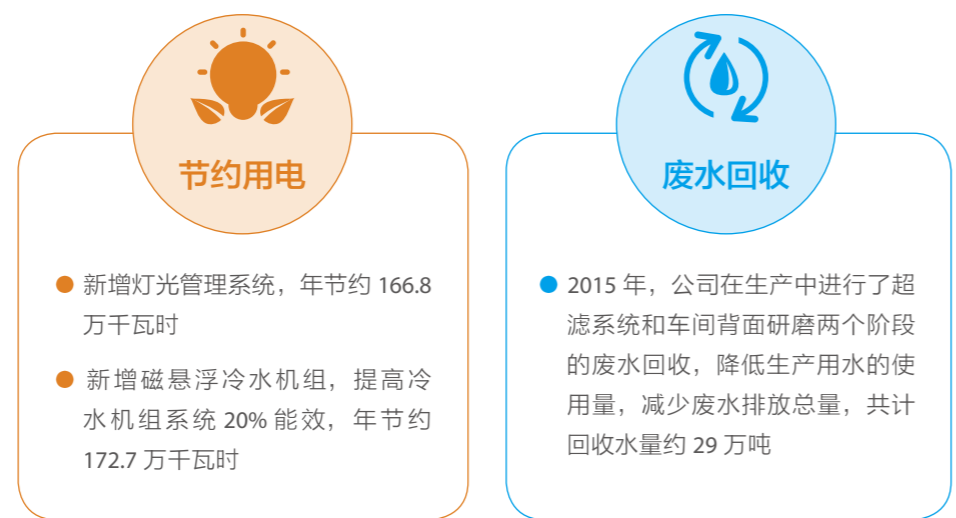 节约用电
新增灯光管理系统，年节约 166.8
万千瓦时
新增磁悬浮冷水机组，提高冷
水机组系统 20% 能效，年节约
172.7 万千瓦时
废水回收
2015 年，公司在生产中进行了超
滤系统和车间背面研磨两个阶段
的废水回收，降低生产用水的使
用量，减少废水排放总量，共计
回收水量约 29 万吨